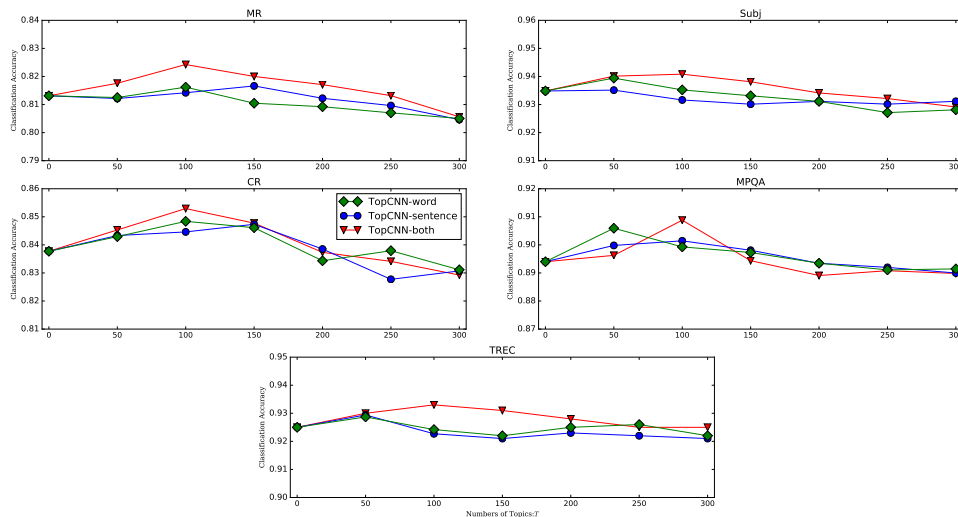 MR
Classification Accuracy
0.84
0.83
0.82
0.81
0.80
0.79
0 50 100 150 200 250 300
Subj
Classification Accuracy
0.96
0.95
0.94
0.93
0.92
0.91
0 50 100 150 200 250 300
CR
Classification Accuracy
0.86
0.85
0.84
0.83
0.82
0.81
0 50 100 150 200 250 300
TopCNN-word
TopCNN-sentence
TopCNN-both
MPQA
Classification Accuracy
0.92
0.91
0.90
0.89
0.88
0.87
0 50 100 150 200 250 300
TREC
Classification Accuracy
0.95
0.94
0.93
0.92
0.91
0.90
0 50 100 150 200 250 300
Numbers of Topics:T